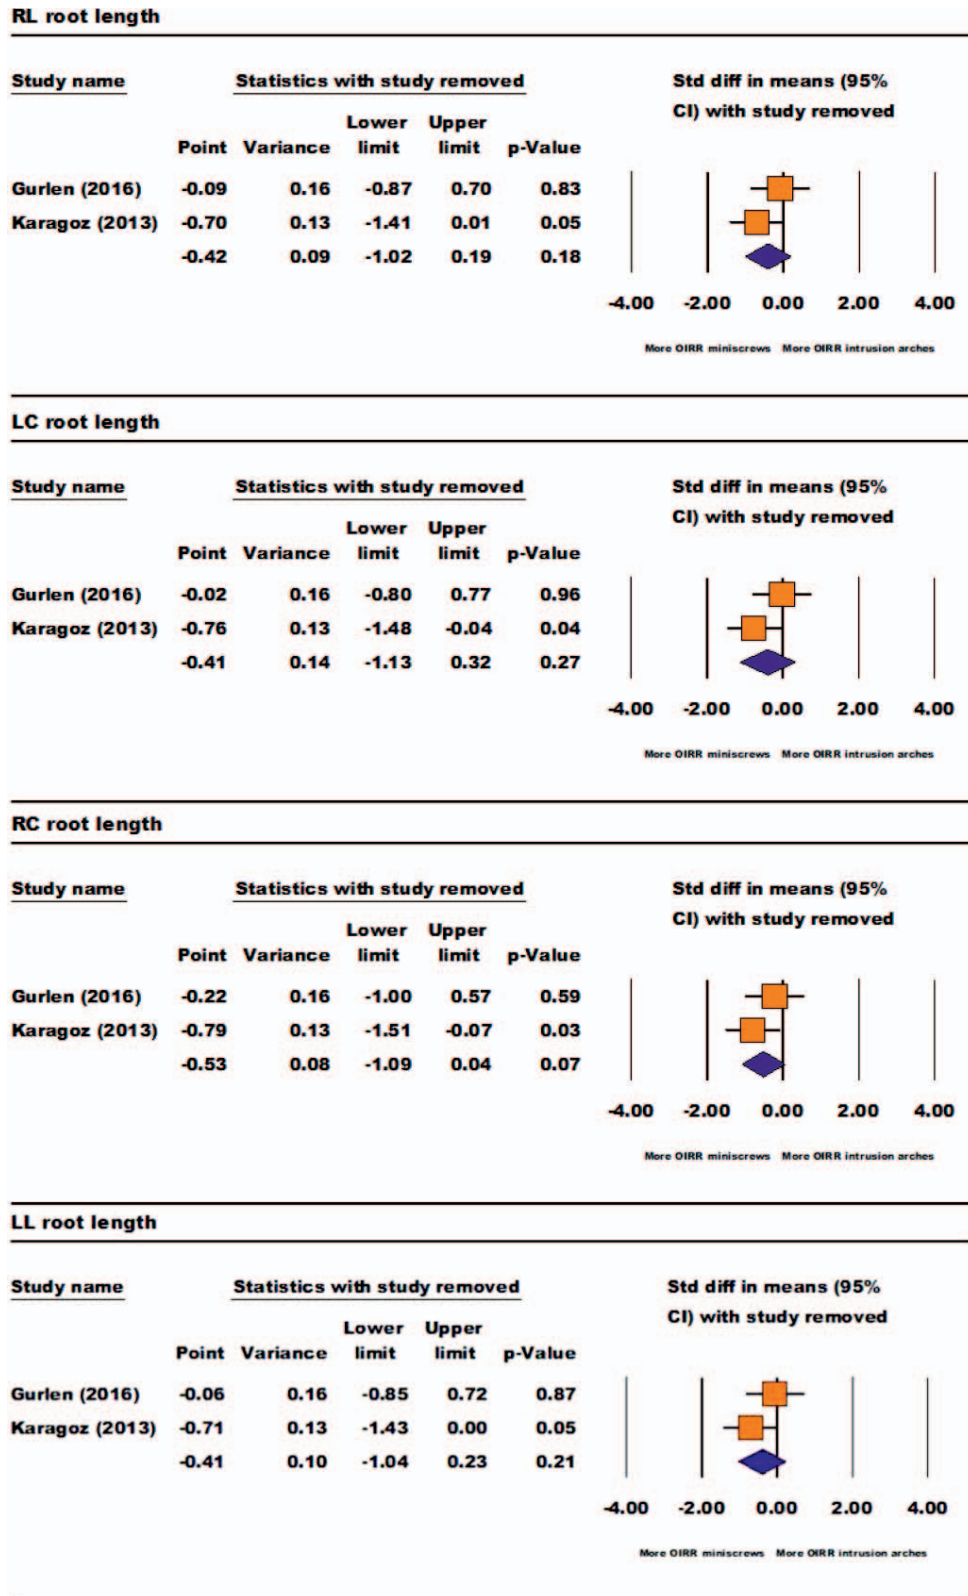 RL root length
Study name Statistics with study removed Std diff in means (95%
CI) with study removed
Lower Upper
Point Variance limit limit p-Value
Gurlen (2016) -0.09 0.16 -0.87 0.70 0.83
Karagoz (2013) -0.70 0.13 -1.41 0.01 0.05
-0.42 0.09 -1.02 0.19 0.18
-4.00 -2.00 0.00 2.00 4.00
More OIRR miniscrews More OIRR intrusion arches
LC root length
Study name Statistics with study removed Std diff in means (95%
CI) with study removed
Lower Upper
Point Variance limit limit p-Value
Gurlen (2016) -0.02 0.16 -0.80 0.77 0.96
Karagoz (2013) -0.76 0.13 -1.48 -0.04 0.04
-0.41 0.14 -1.13 0.32 0.27
-4.00 -2.00 0.00 2.00 4.00
More OIRR miniscrews More OIRR intrusion arches
RC root length
Study name Statistics with study removed Std diff in means (95%
CI) with study removed
Lower Upper
Point Variance limit limit p-Value
Gurlen (2016) -0.22 0.16 -1.00 0.57 0.59
Karagoz (2013) -0.79 0.13 -1.51 -0.07 0.03
-0.53 0.08 -1.09 0.04 0.07
-4.00 -2.00 0.00 2.00 4.00
More OIRR miniscrews More OIRR intrusion arches
LL root length
Study name Statistics with study removed Std diff in means (95%
CI) with study removed
Lower Upper
Point Variance limit limit p-Value
Gurlen (2016) -0.06 0.16 -0.85 0.72 0.87
Karagoz (2013) -0.71 0.13 -1.43 0.00 0.05
-0.41 0.10 -1.04 0.23 0.21
-4.00 -2.00 0.00 2.00 4.00
More OIRR miniscrews More OIRR intrusion arches